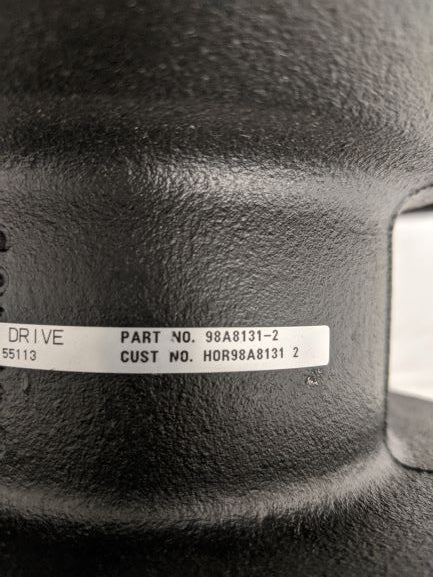 DRIVE PART NO. 98A8131-2
55113 CUST NO. HOR98A8131 2